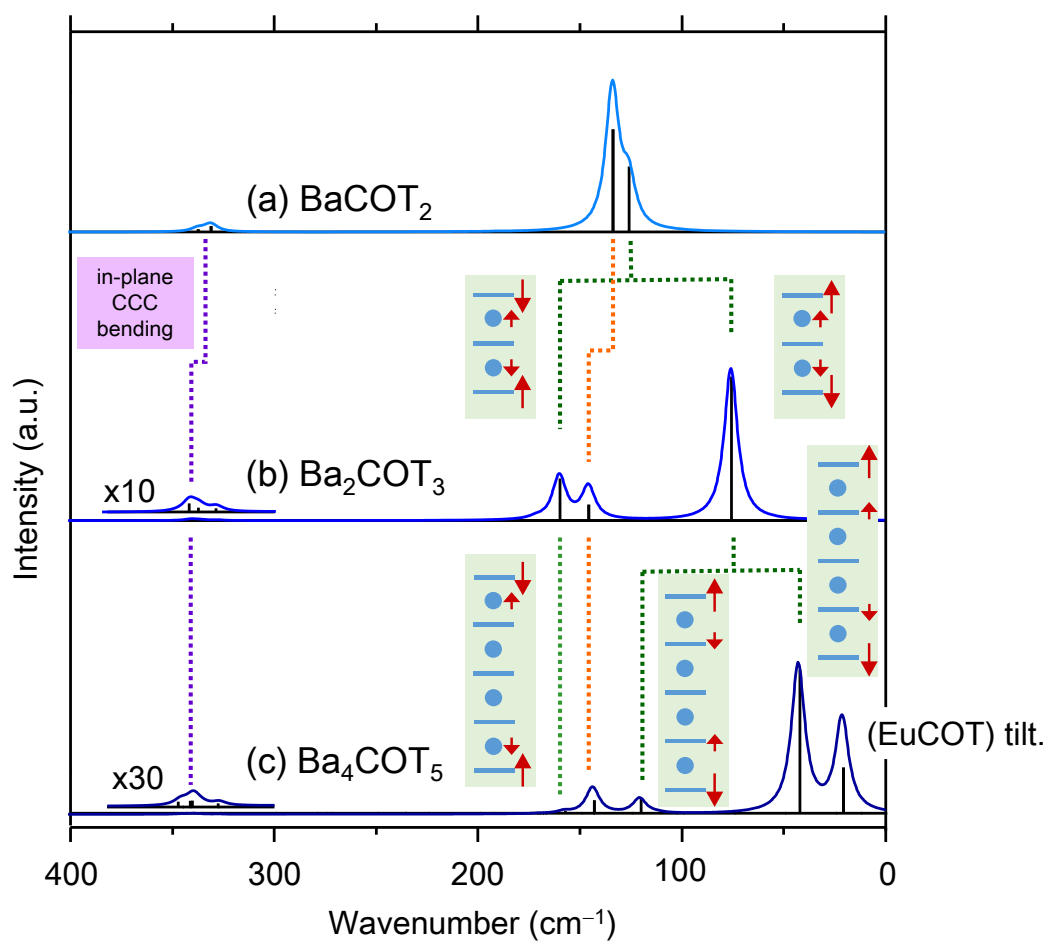 (a) BaCOT₂
in-plane
CCC
bending
Intensity (a.u.)
x10
(b) Ba₂COT₃
x30
(c) Ba₄COT₅
(EuCOT) tilt.
400
300
200
100
0
Wavenumber (cm⁻¹)